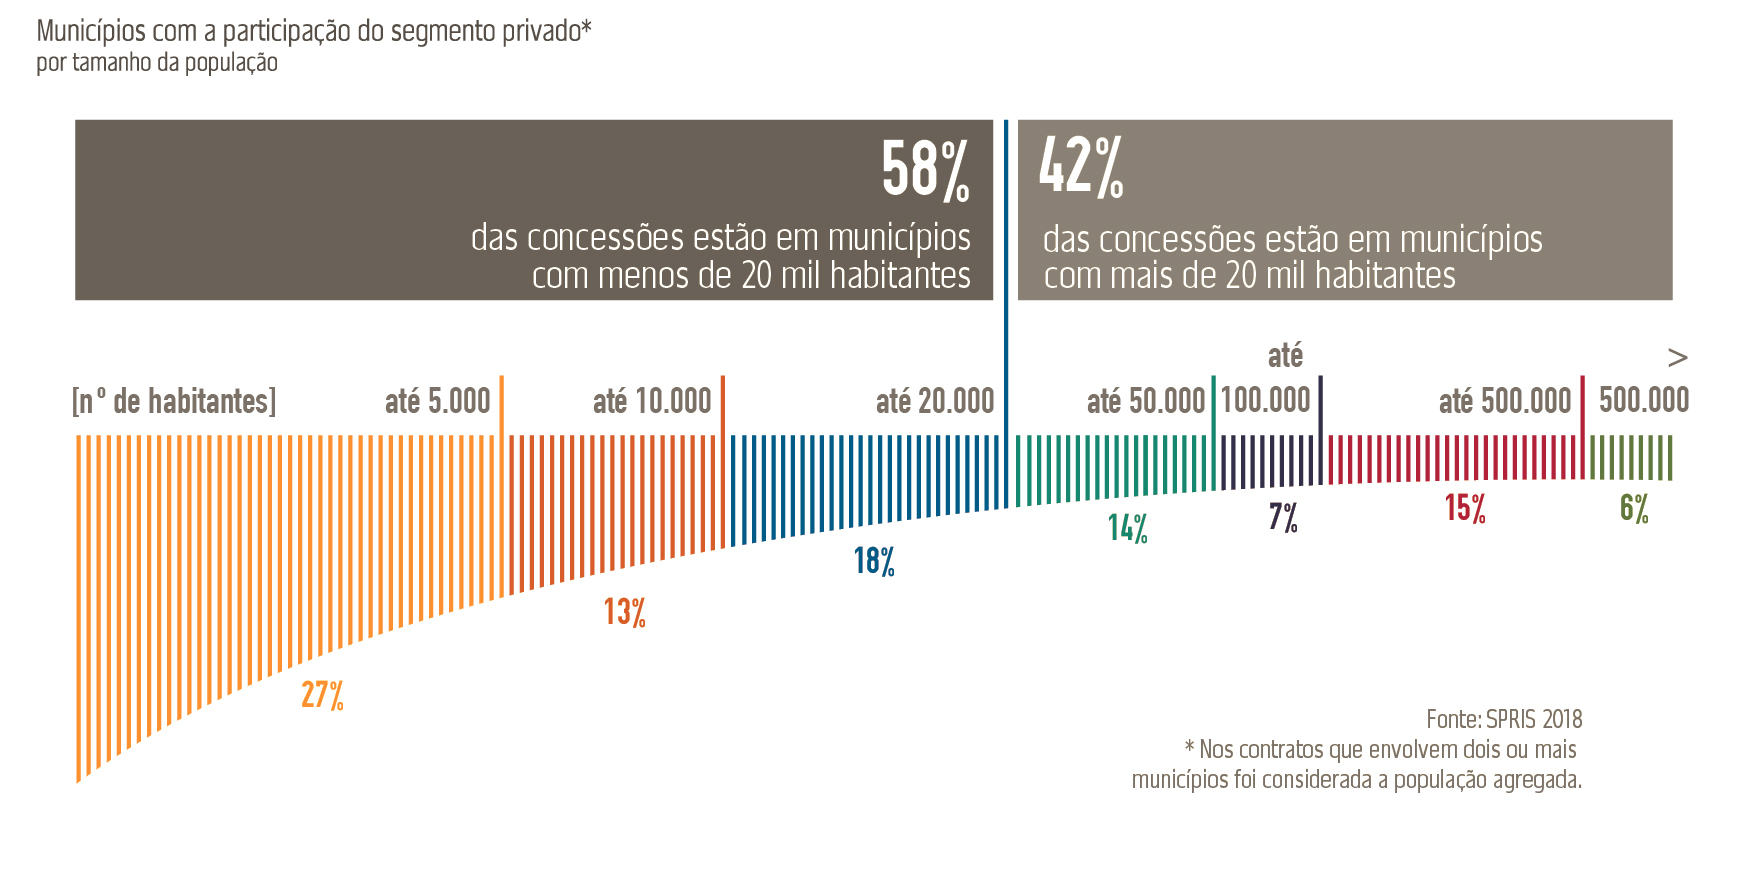 Municípios com a participação do segmento privado*
por tamanho da população
58%
das concessões estão em municípios
com menos de 20 mil habitantes
42%
das concessões estão em municípios
com mais de 20 mil habitantes
[nº de habitantes]
até 5.000
até 10.000
até 20.000
até 50.000
até
100.000
até 500.000
>
500.000
27%
13%
18%
14%
7%
15%
6%
Fonte: SPRIS 2018
* Nos contratos que envolvem dois ou mais
municípios foi considerada a população agregada.